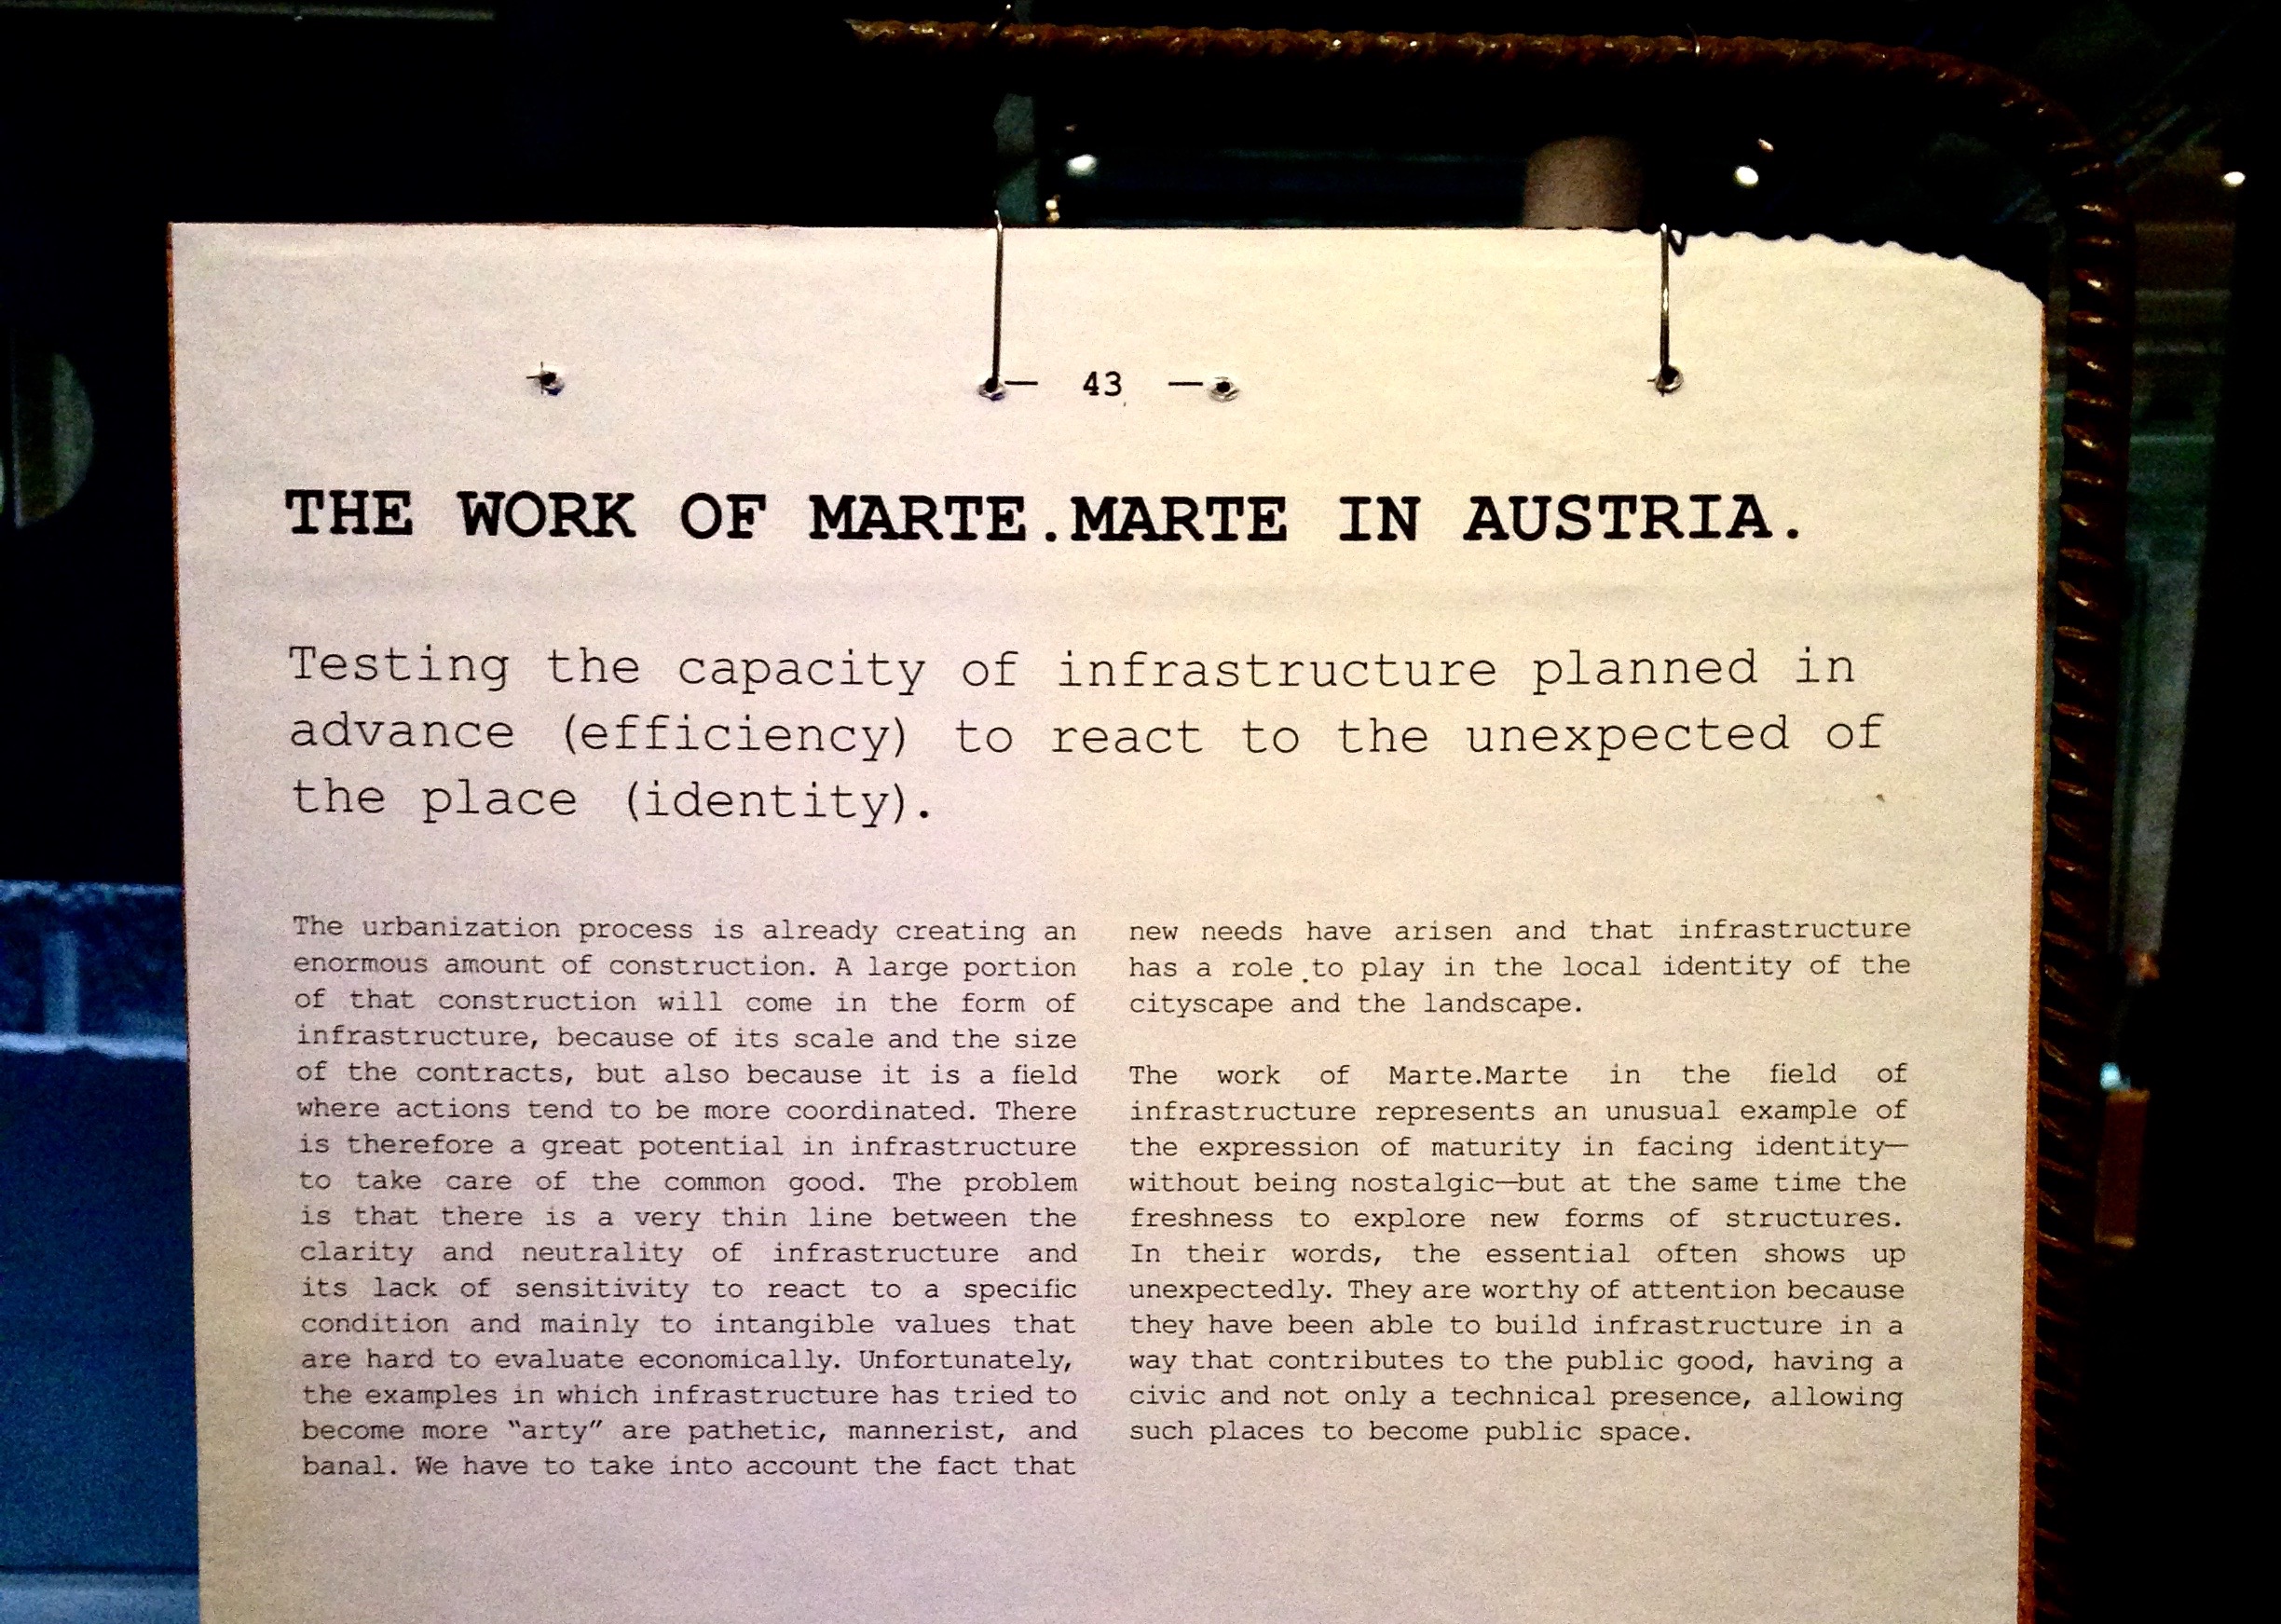 — 43 —
THE WORK OF MARTE.MARTE IN AUSTRIA.
Testing the capacity of infrastructure planned in
advance (efficiency) to react to the unexpected of
the place (identity).
The urbanization process is already creating an
enormous amount of construction. A large portion
of that construction will come in the form of
infrastructure, because of its scale and the size
of the contracts, but also because it is a field
where actions tend to be more coordinated. There
is therefore a great potential in infrastructure
to take care of the common good. The problem
is that there is a very thin line between the
clarity and neutrality of infrastructure and
its lack of sensitivity to react to a specific
condition and mainly to intangible values that
are hard to evaluate economically. Unfortunately,
the examples in which infrastructure has tried to
become more “arty” are pathetic, mannerist, and
banal. We have to take into account the fact that
new needs have arisen and that infrastructure
has a role to play in the local identity of the
cityscape and the landscape.
The work of Marte.Marte in the field of
infrastructure represents an unusual example of
the expression of maturity in facing identity—
without being nostalgic—but at the same time the
freshness to explore new forms of structures.
In their words, the essential often shows up
unexpectedly. They are worthy of attention because
they have been able to build infrastructure in a
way that contributes to the public good, having a
civic and not only a technical presence, allowing
such places to become public space.